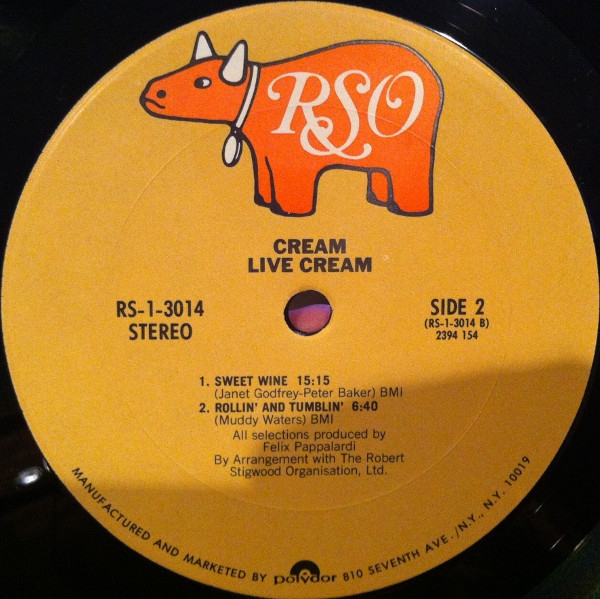 RSO
CREAM
LIVE CREAM
RS-1-3014
STEREO
SIDE 2
(RS-1-3014 B)
2394 154
1. SWEET WINE 15:15
(Janet Godfrey-Peter Baker) BMI
2. ROLLIN' AND TUMBLIN' 6:40
(Muddy Waters) BMI
All selections produced by
Felix Pappalardi
By Arrangement with The Robert
Stigwood Organisation, Ltd.
MANUFACTURED AND MARKETED BY polydor 810 SEVENTH AVE./N.Y., N.Y. 10019